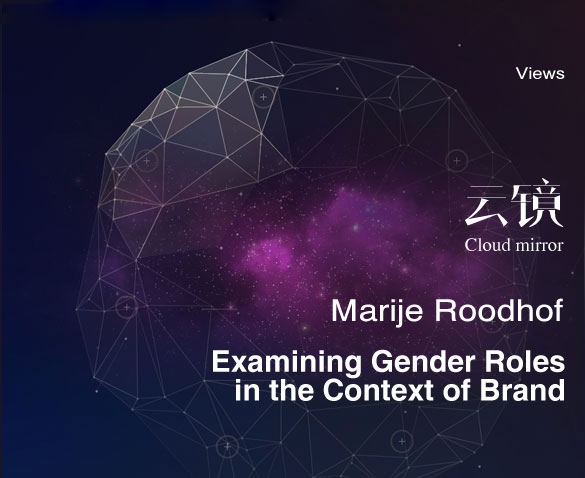 Views
云镜
Cloud mirror
Marije Roodhof
Examining Gender Roles
in the Context of Brand